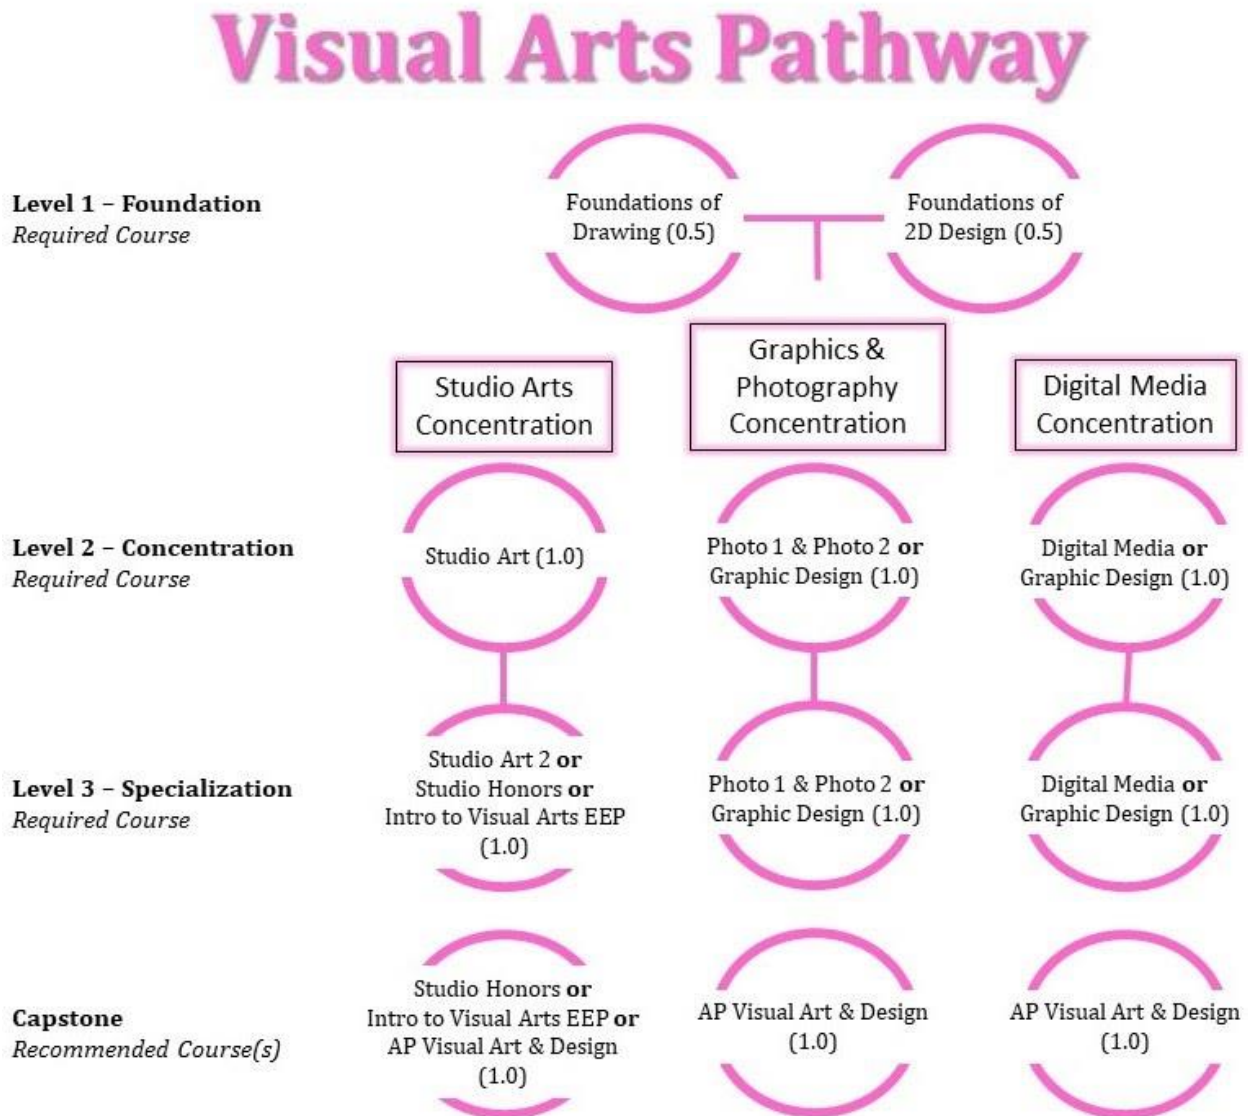 Visual Arts Pathway
Level 1 – Foundation
Required Course
Foundations of
Drawing (0.5)
Foundations of
2D Design (0.5)
Studio Arts
Concentration
Graphics &
Photography
Concentration
Digital Media
Concentration
Level 2 – Concentration
Required Course
Studio Art (1.0)
Photo 1 & Photo 2 or
Graphic Design (1.0)
Digital Media or
Graphic Design (1.0)
Level 3 – Specialization
Required Course
Studio Art 2 or
Studio Honors or
Intro to Visual Arts EEP
(1.0)
Photo 1 & Photo 2 or
Graphic Design (1.0)
Digital Media or
Graphic Design (1.0)
Capstone
Recommended Course(s)
Studio Honors or
Intro to Visual Arts EEP or
AP Visual Art & Design
(1.0)
AP Visual Art & Design
(1.0)
AP Visual Art & Design
(1.0)